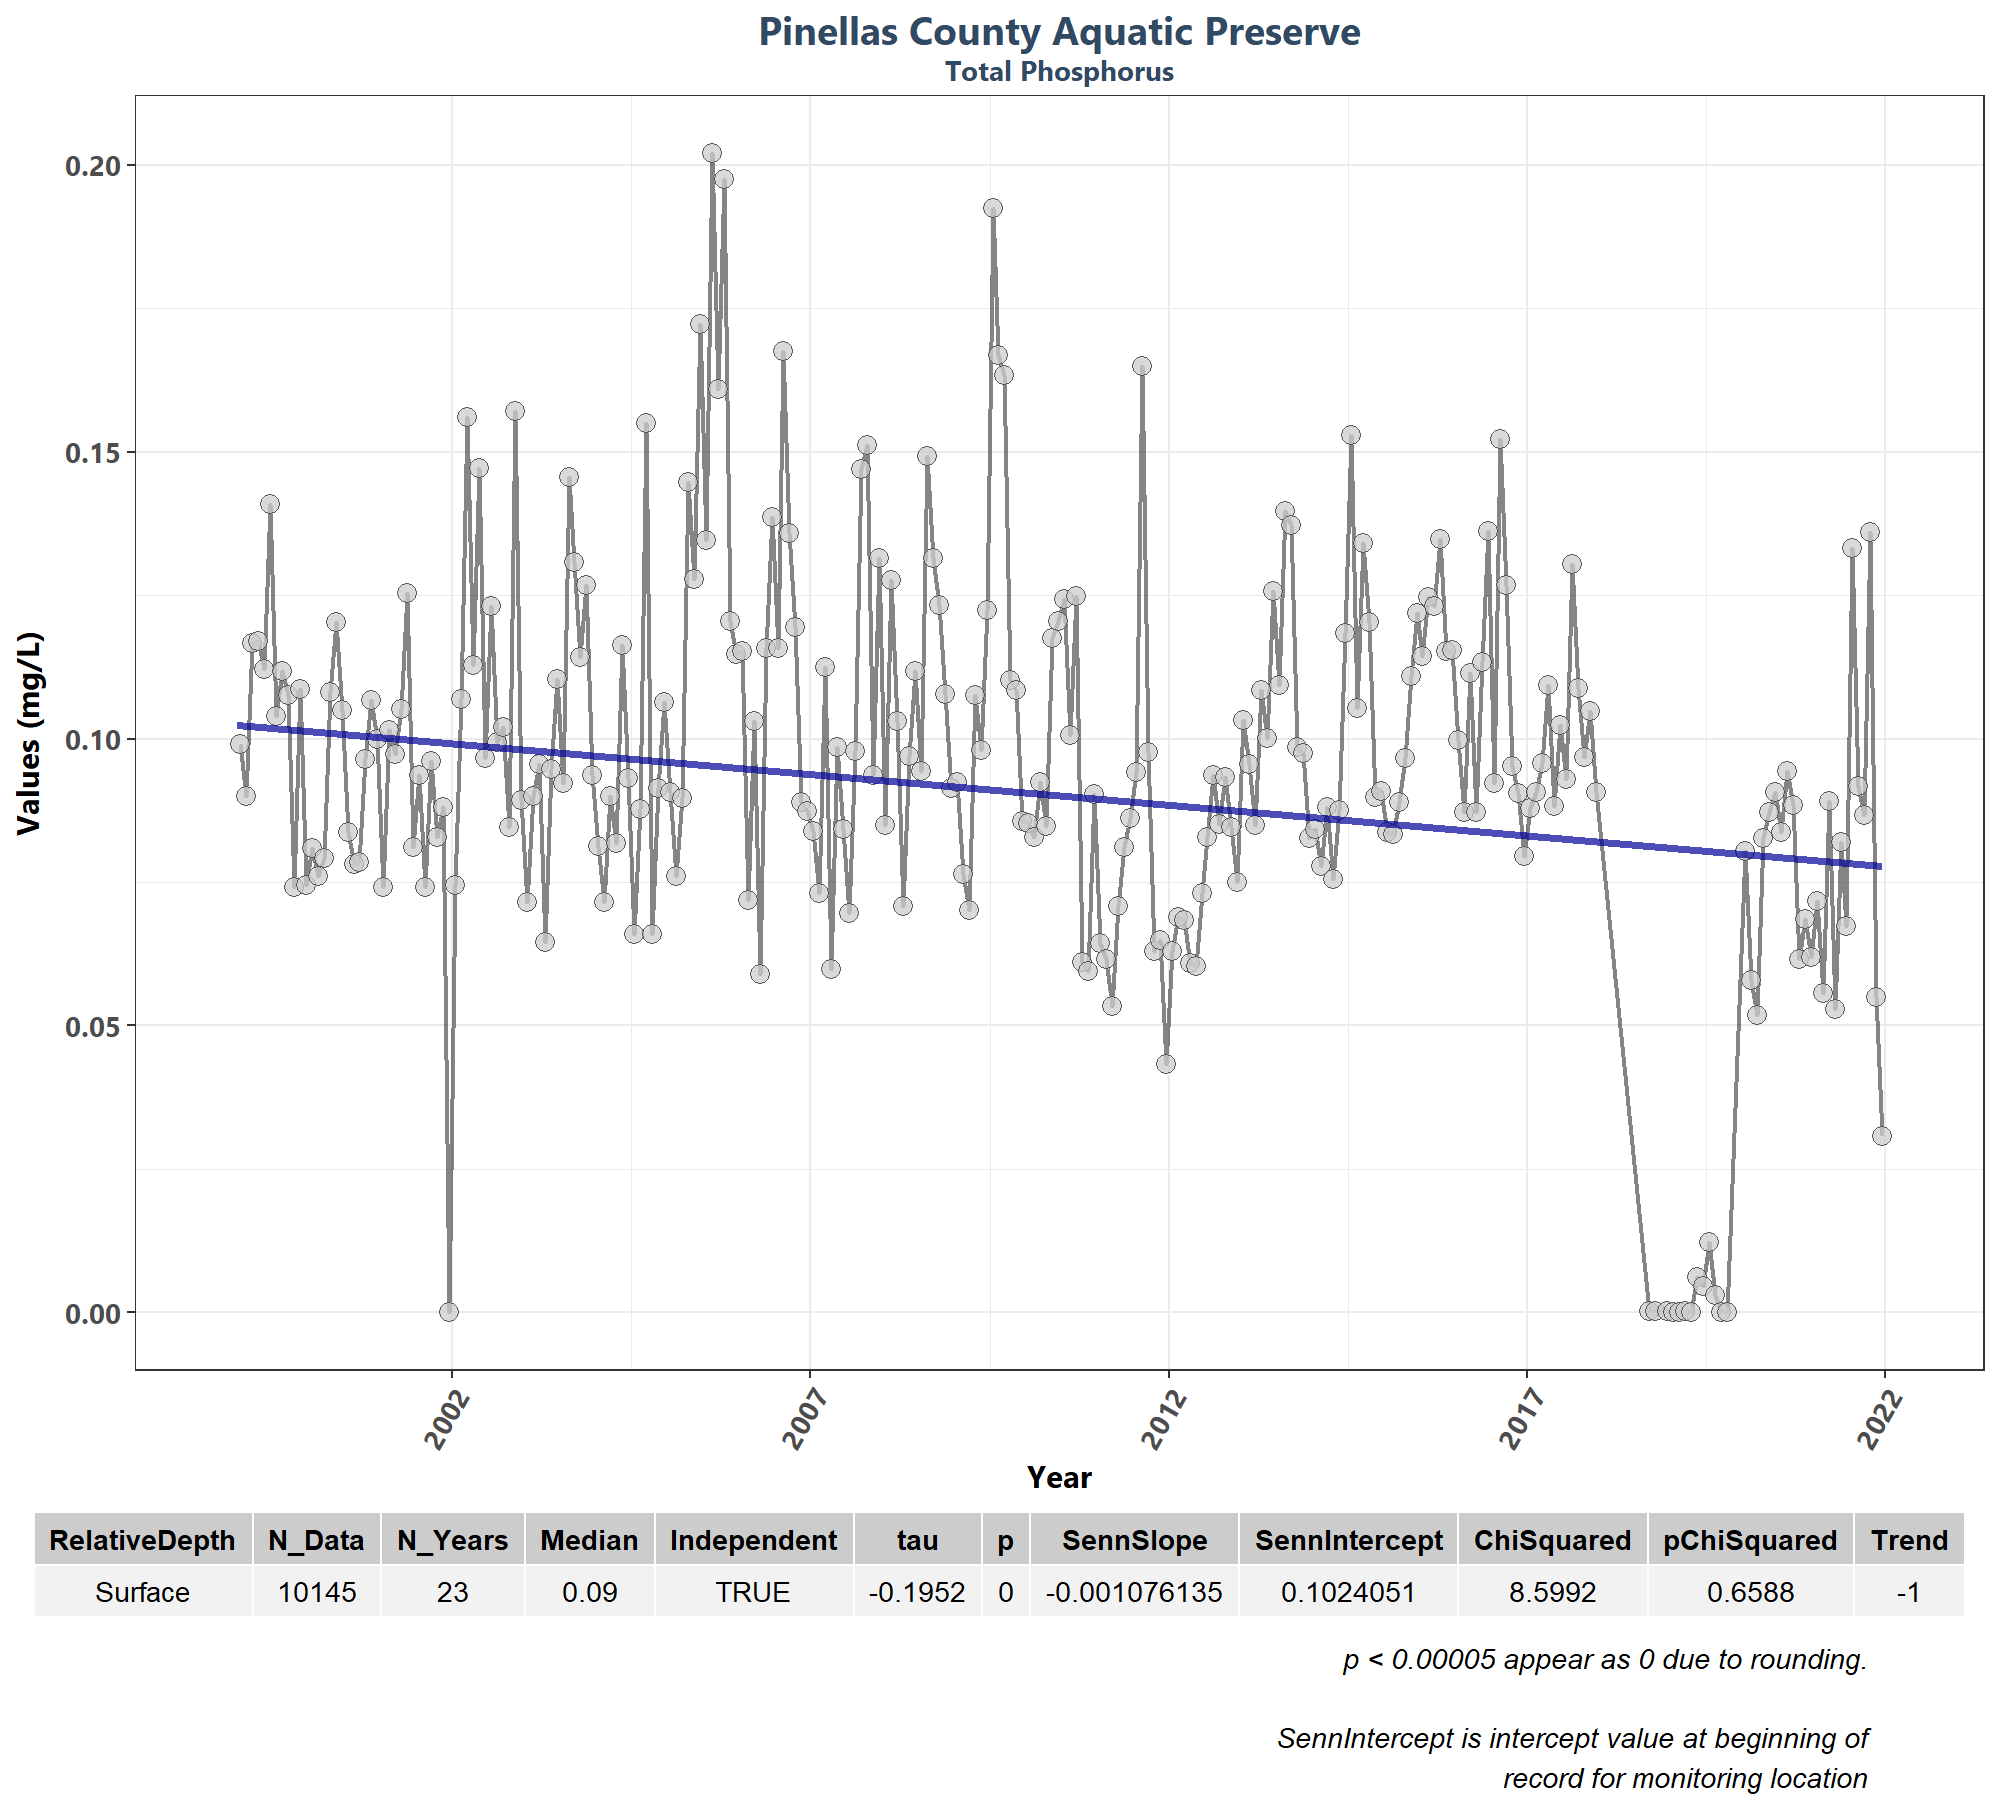 Pinellas County Aquatic Preserve
Total Phosphorus
Values (mg/L)
0.20
0.15
0.10
0.05
0.00
2002 2007 2012 2017 2022
Year
RelativeDepth N_Data N_Years Median Independent tau p SennSlope SennIntercept ChiSquared pChiSquared Trend
Surface 10145 23 0.09 TRUE -0.1952 0 -0.001076135 0.1024051 8.5992 0.6588 -1
p < 0.00005 appear as 0 due to rounding.
SennIntercept is intercept value at beginning of
record for monitoring location